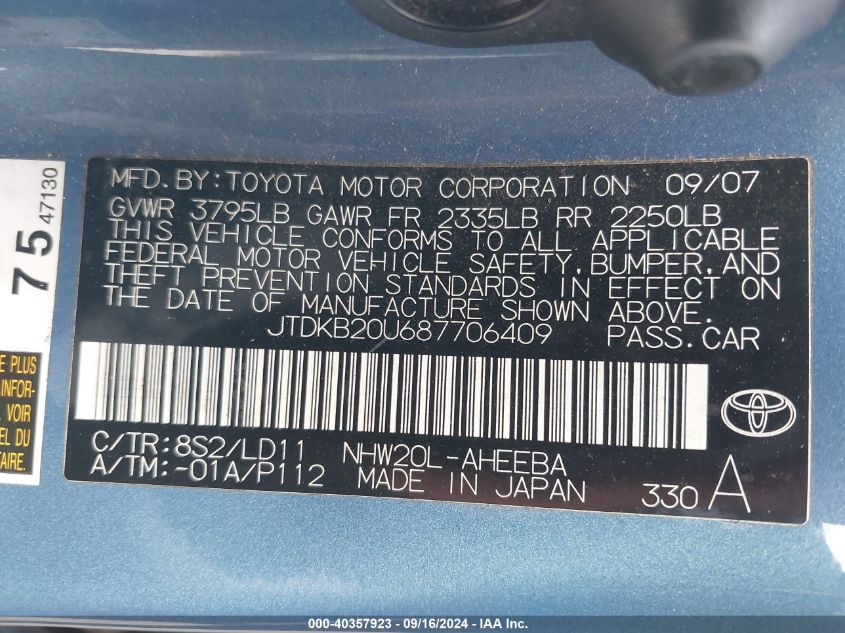 MFD.BY:TOYOTA MOTOR CORPORATION 09/07
GVWR 3795LB GAWR FR 2335LB RR 2250LB
THIS VEHICLE CONFORMS TO ALL APPLICABLE
FEDERAL MOTOR VEHICLE SAFETY,BUMPER,AND
THEFT PREVENTION STANDARDS IN EFFECT ON
THE DATE OF MANUFACTURE SHOWN ABOVE.
JTDKB20U687706409 PASS.CAR
C/TR:8S2/LD11 NHW20L-AHEEBA
A/TM:-01A/P112 MADE IN JAPAN 330 A
75 47130
E PLUS
INFOR-
EL DU
TAIRE.
000-40357923 - 09/16/2024 - IAA Inc.